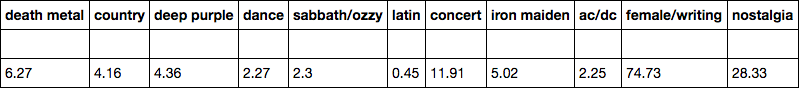 death metal country deep purple dance sabbath/ozzy latin concert iron maiden ac/dc female/writing nostalgia
6.27 4.16 4.36 2.27 2.3 0.45 11.91 5.02 2.25 74.73 28.33